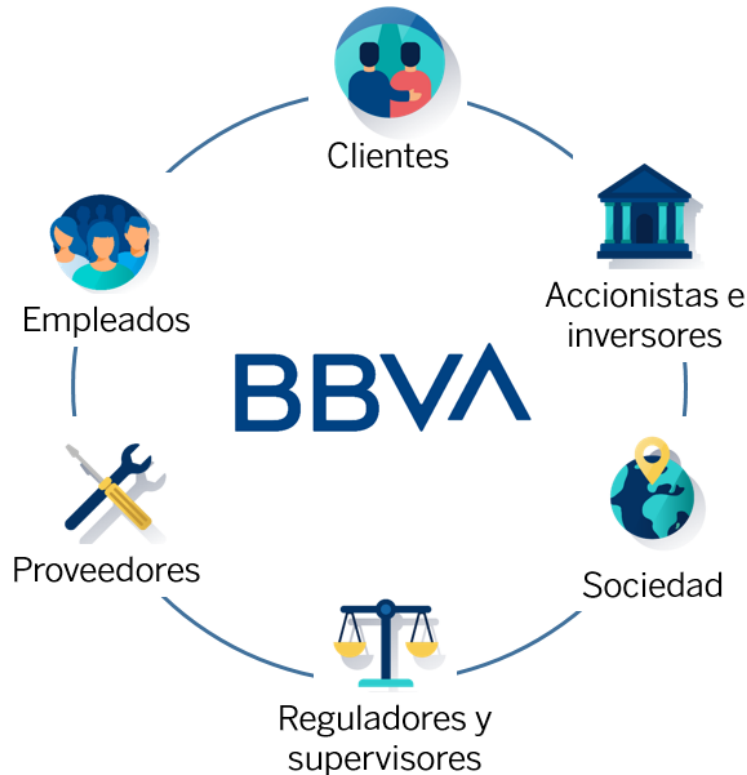 Clientes
Accionistas e
inversores
Empleados
BBVA
Sociedad
Proveedores
Reguladores y
supervisores